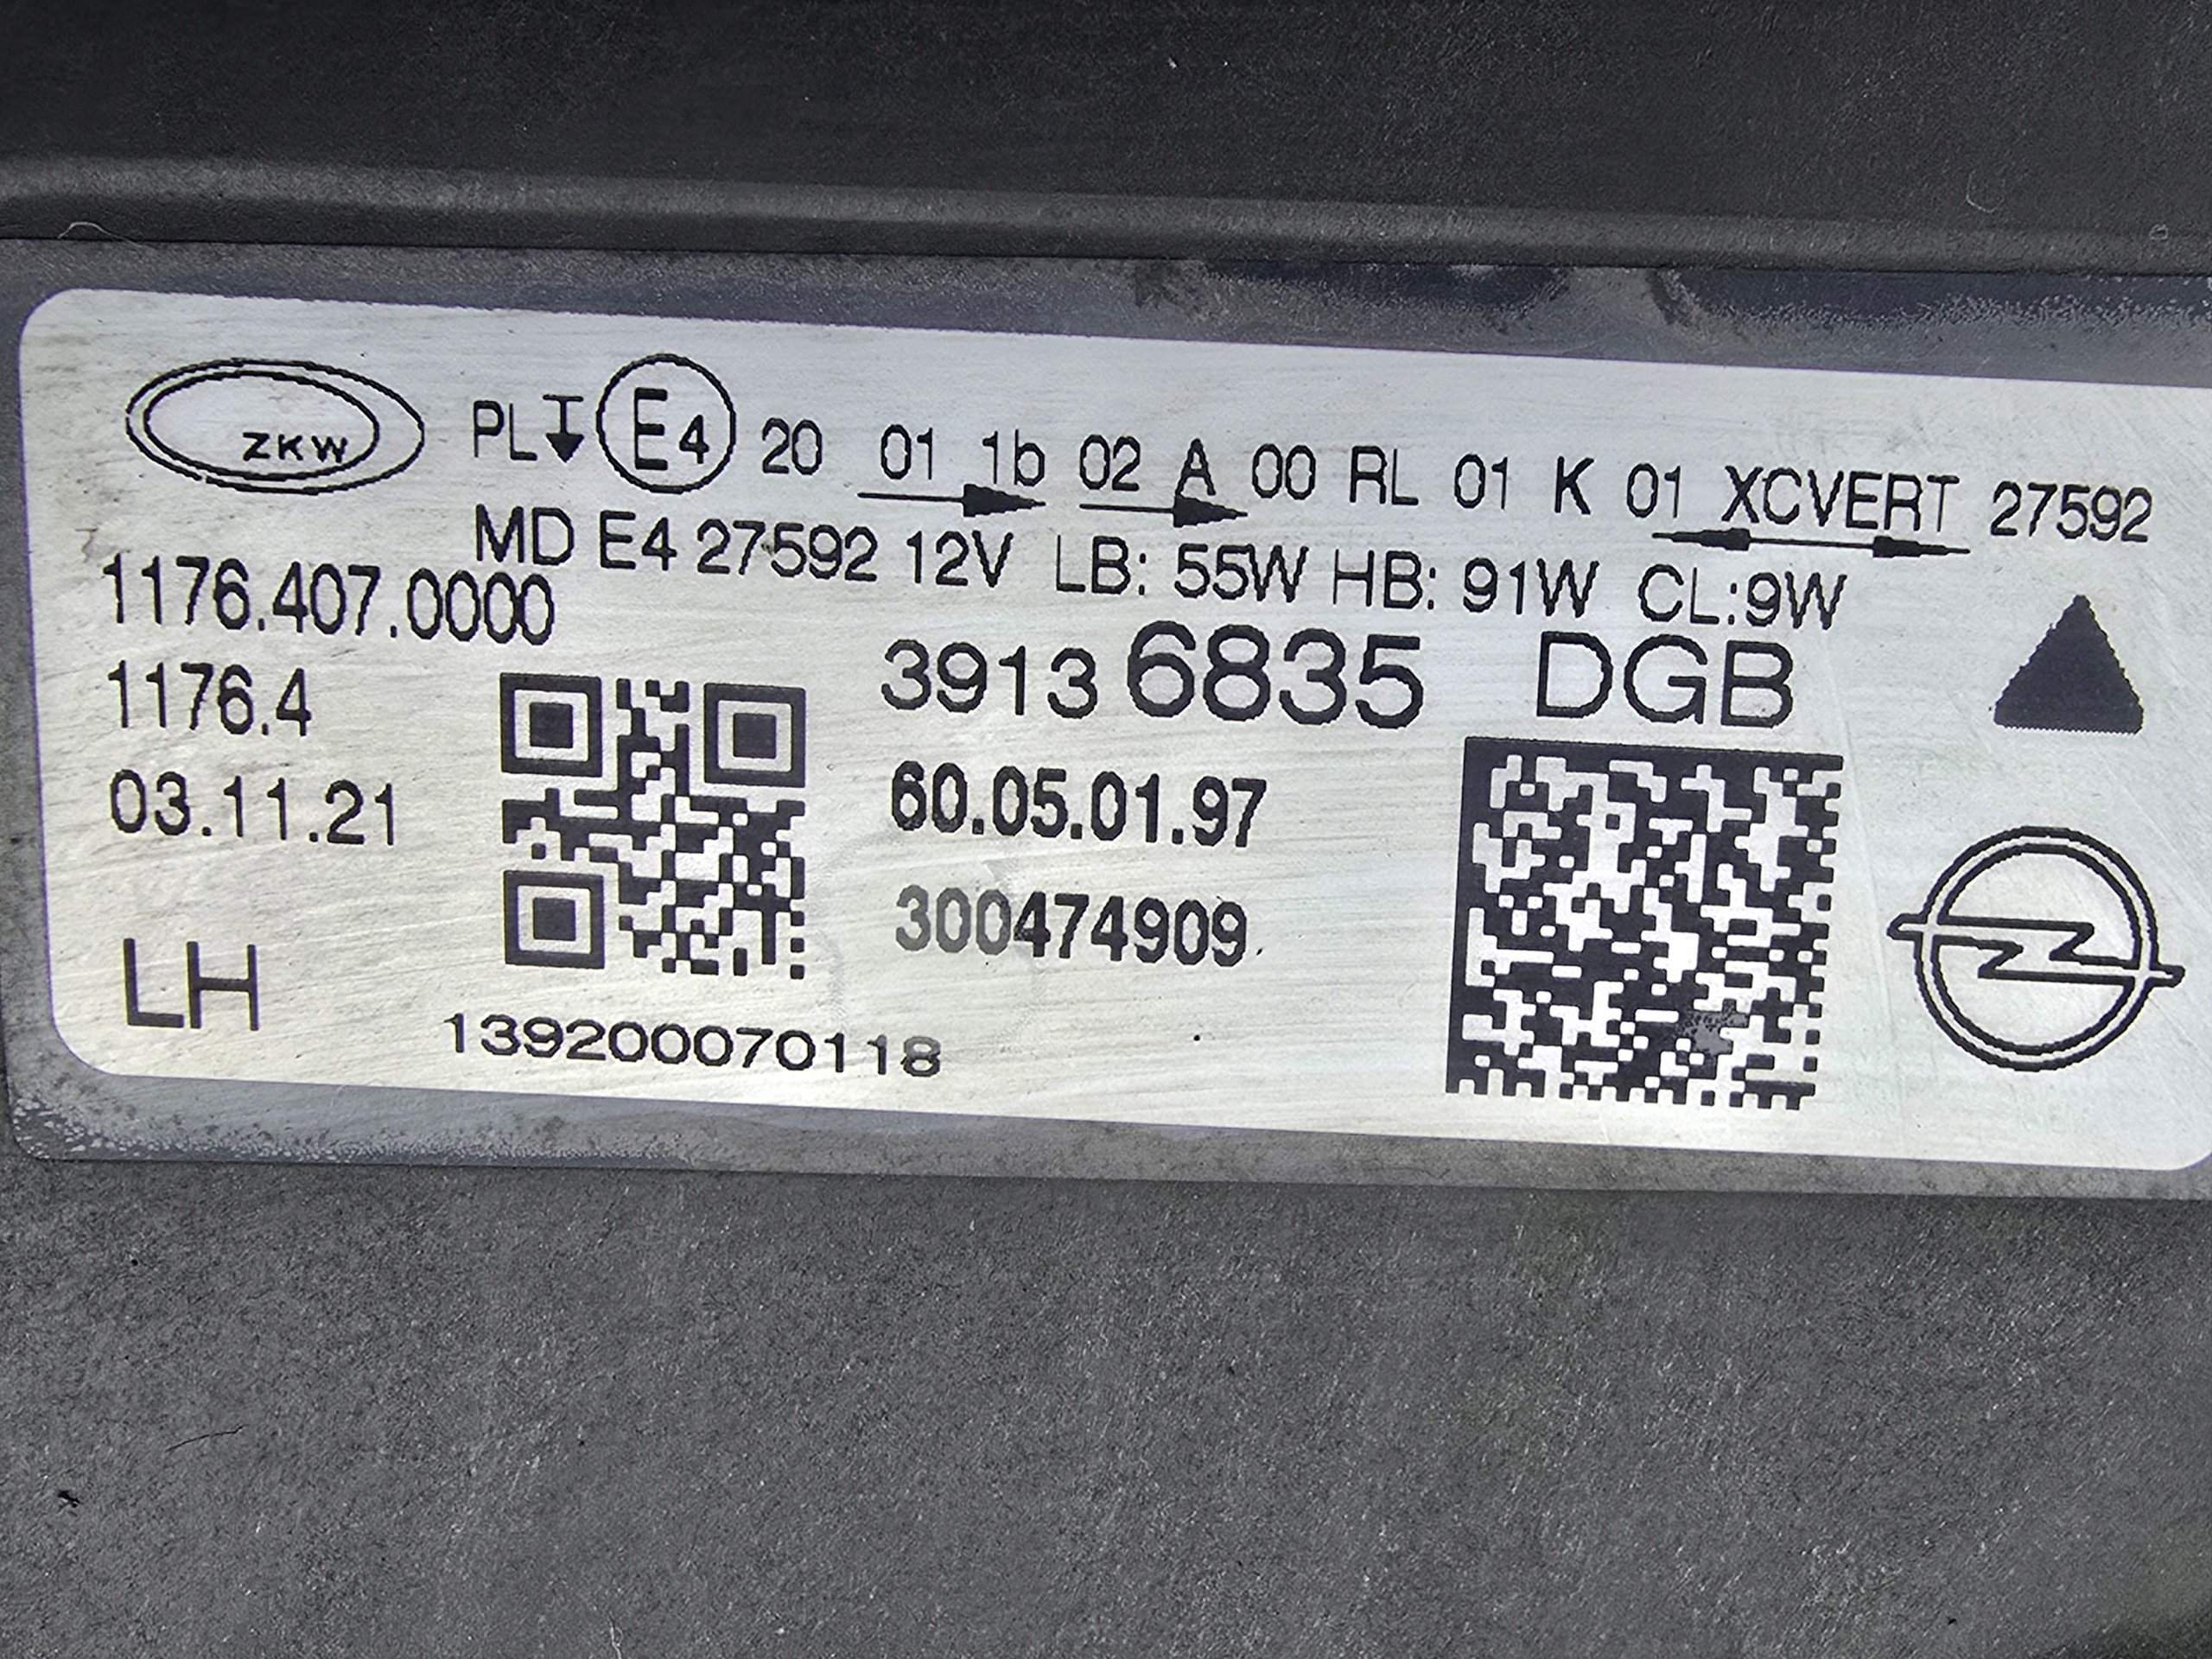 ZKW PL E4 20 01 1b 02 A 00 RL 01 K 01 XCVERT 27592
MD E4 27592 12V LB: 55W HB: 91W CL:9W
1176.407.0000
39136835 DGB
1176.4
60.05.01.97
03.11.21
300474909
LH
139200070118